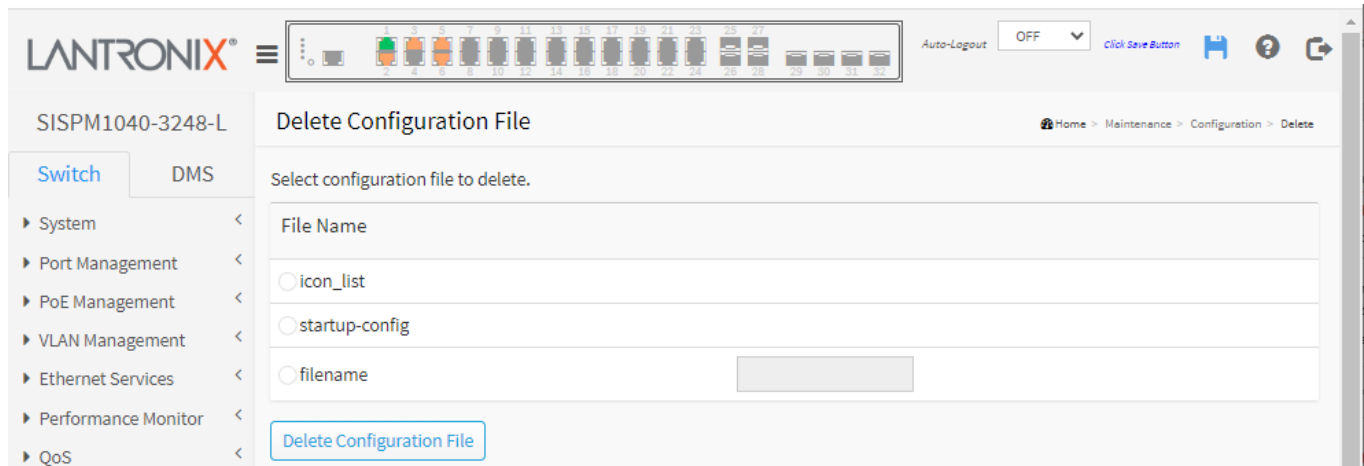 1 3 5 7 9 11 13 15 17 19 21 23 25 27
LANTRONIX®
Auto-Logout OFF Click Save Button
2 4 6 8 10 12 14 16 18 20 22 24 26 28 29 30 31 32
SISPM1040-3248-L
Delete Configuration File
Home > Maintenance > Configuration > Delete
Switch DMS
Select configuration file to delete.
System
File Name
Port Management
icon_list
PoE Management
startup-config
VLAN Management
filename
Ethernet Services
Performance Monitor
Delete Configuration File
QoS